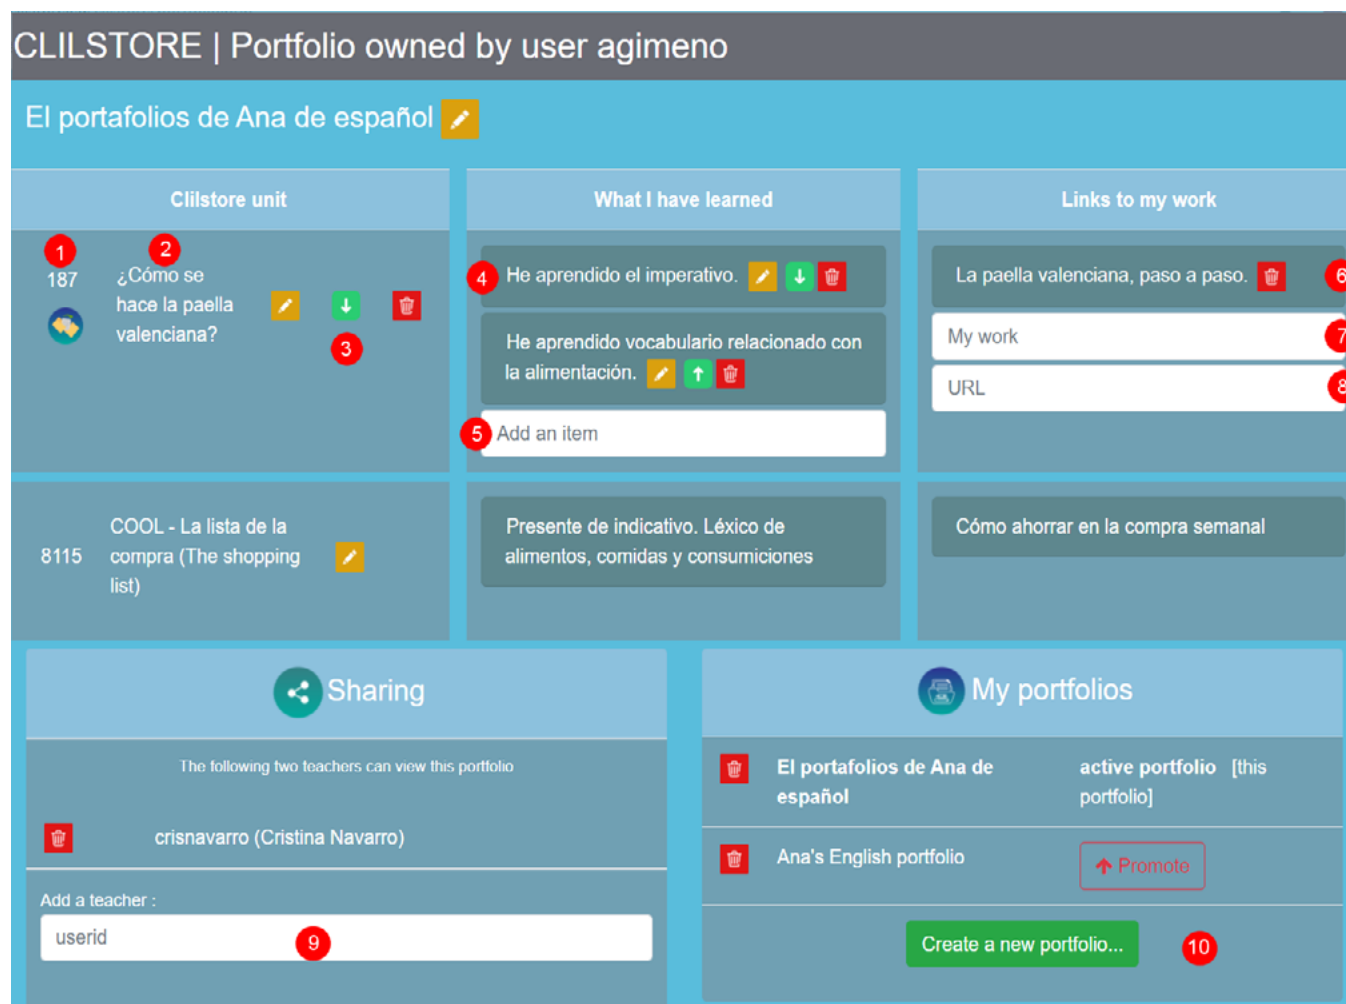 CLILSTORE | Portfolio owned by user agimeno
El portafolios de Ana de español
Clilstore unit
What I have learned
Links to my work
1
2
187
¿Cómo se
hace la paella
valenciana?
3
4
He aprendido el imperativo.
He aprendido vocabulario relacionado con
la alimentación.
5
Add an item
La paella valenciana, paso a paso.
6
My work
7
URL
8
8115
COOL - La lista de la
compra (The shopping
list)
Presente de indicativo. Léxico de
alimentos, comidas y consumiciones
Cómo ahorrar en la compra semanal
Sharing
The following two teachers can view this portfolio
crisnavarro (Cristina Navarro)
Add a teacher :
userid
9
My portfolios
El portafolios de Ana de
español
active portfolio [this
portfolio]
Ana's English portfolio
Promote
Create a new portfolio...
10